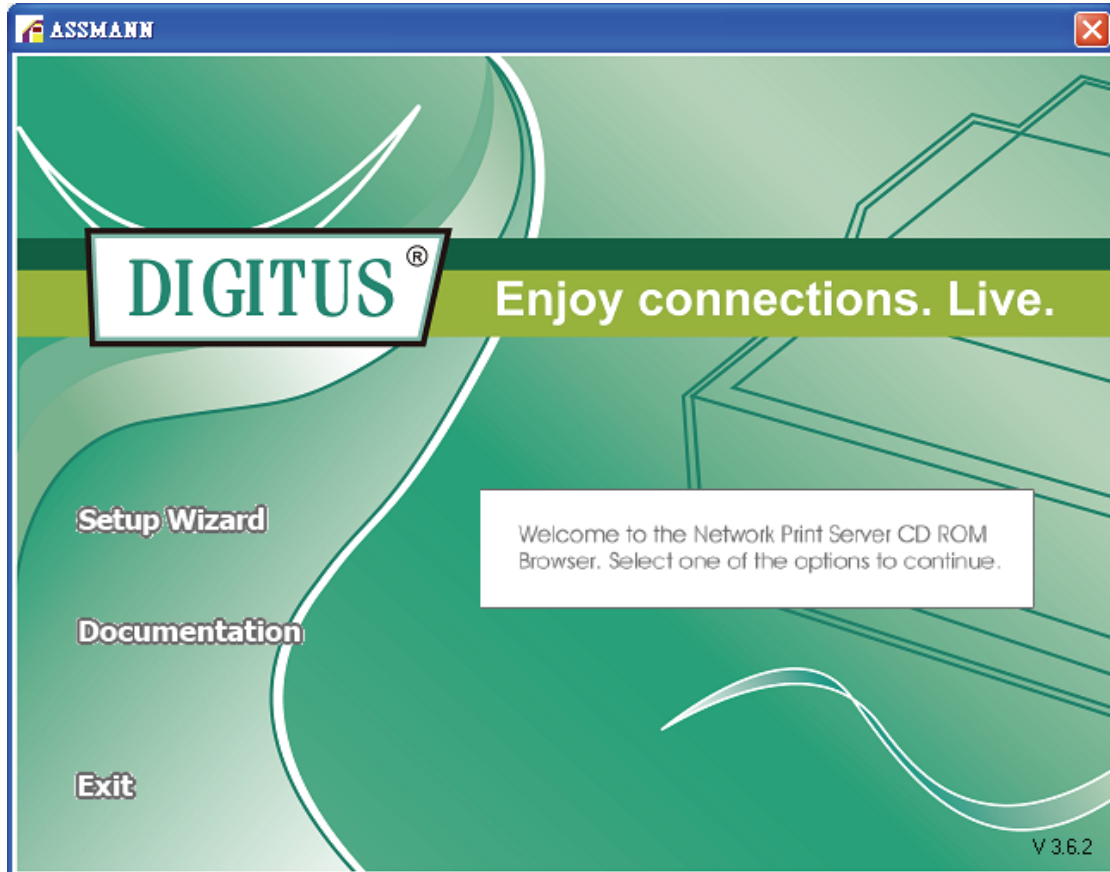 ASSMANN
DIGITUS®
Enjoy connections. Live.
Setup Wizard
Welcome to the Network Print Server CD ROM
Browser. Select one of the options to continue.
Documentation
Exit
V 3.6.2